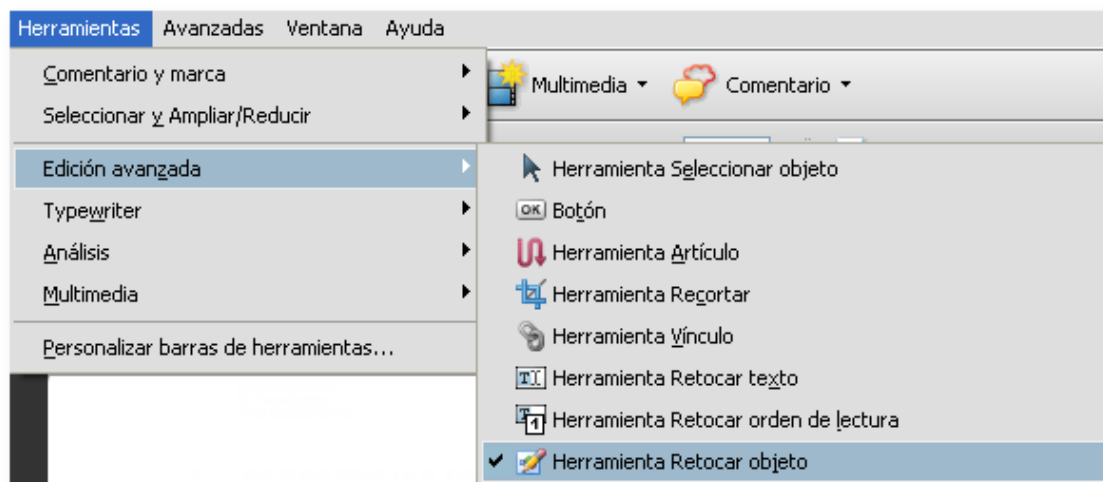 Herramientas Avanzadas Ventana Ayuda
Comentario y marca
Seleccionar y Ampliar/Reducir
Multimedia Comentario
Edición avanzada
Typewriter
Análisis
Multimedia
Personalizar barras de herramientas...
Herramienta Seleccionar objeto
OK Botón
Herramienta Artículo
Herramienta Recortar
Herramienta Vínculo
T Herramienta Retocar texto
T 1 Herramienta Retocar orden de lectura
Herramienta Retocar objeto